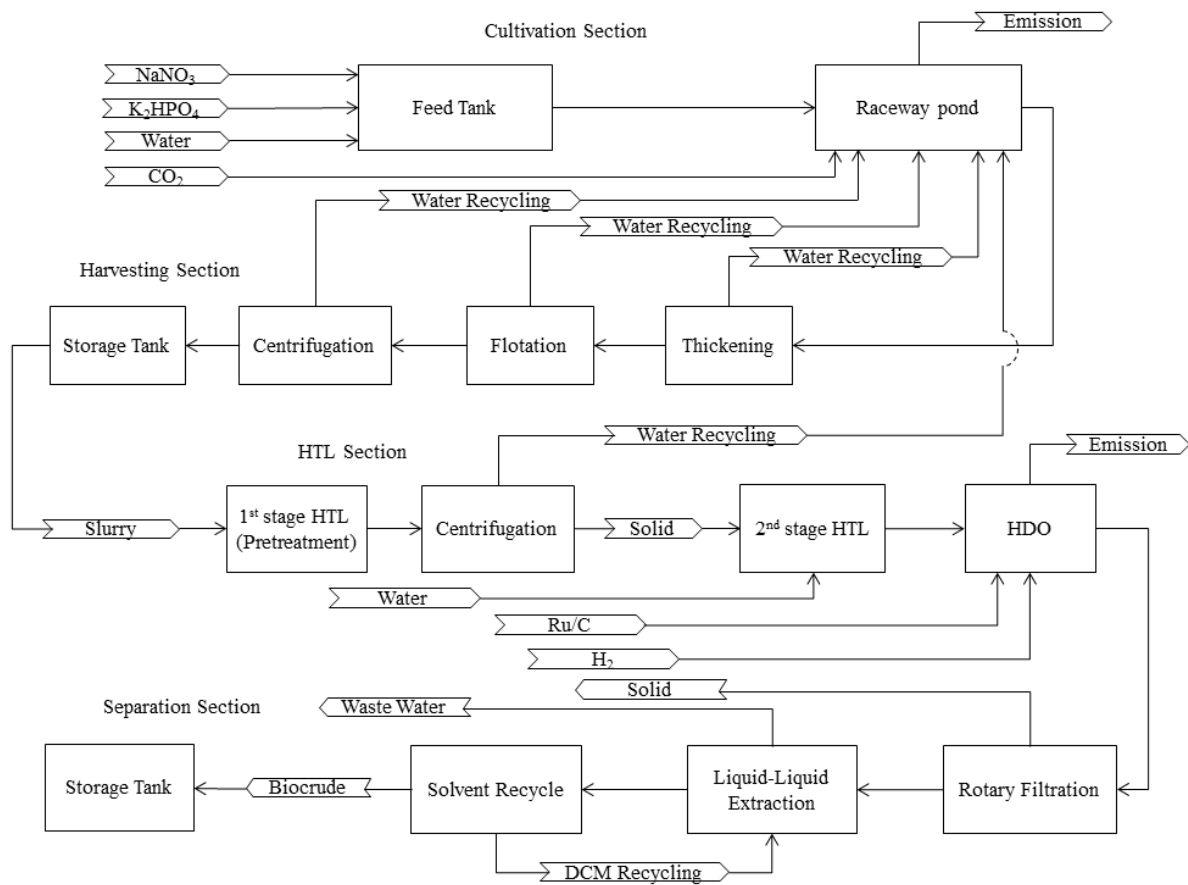 Cultivation Section
Emission
NaNO₃
K₂HPO₄
Water
CO₂
Feed Tank
Raceway pond
Water Recycling
Water Recycling
Water Recycling
Harvesting Section
Storage Tank
Centrifugation
Flotation
Thickening
Water Recycling
HTL Section
Emission
Slurry
1st stage HTL
(Pretreatment)
Centrifugation
Solid
2nd stage HTL
HDO
Water
Ru/C
H₂
Solid
Waste Water
Separation Section
Storage Tank
Biocrude
Solvent Recycle
Liquid-Liquid
Extraction
Rotary Filtration
DCM Recycling